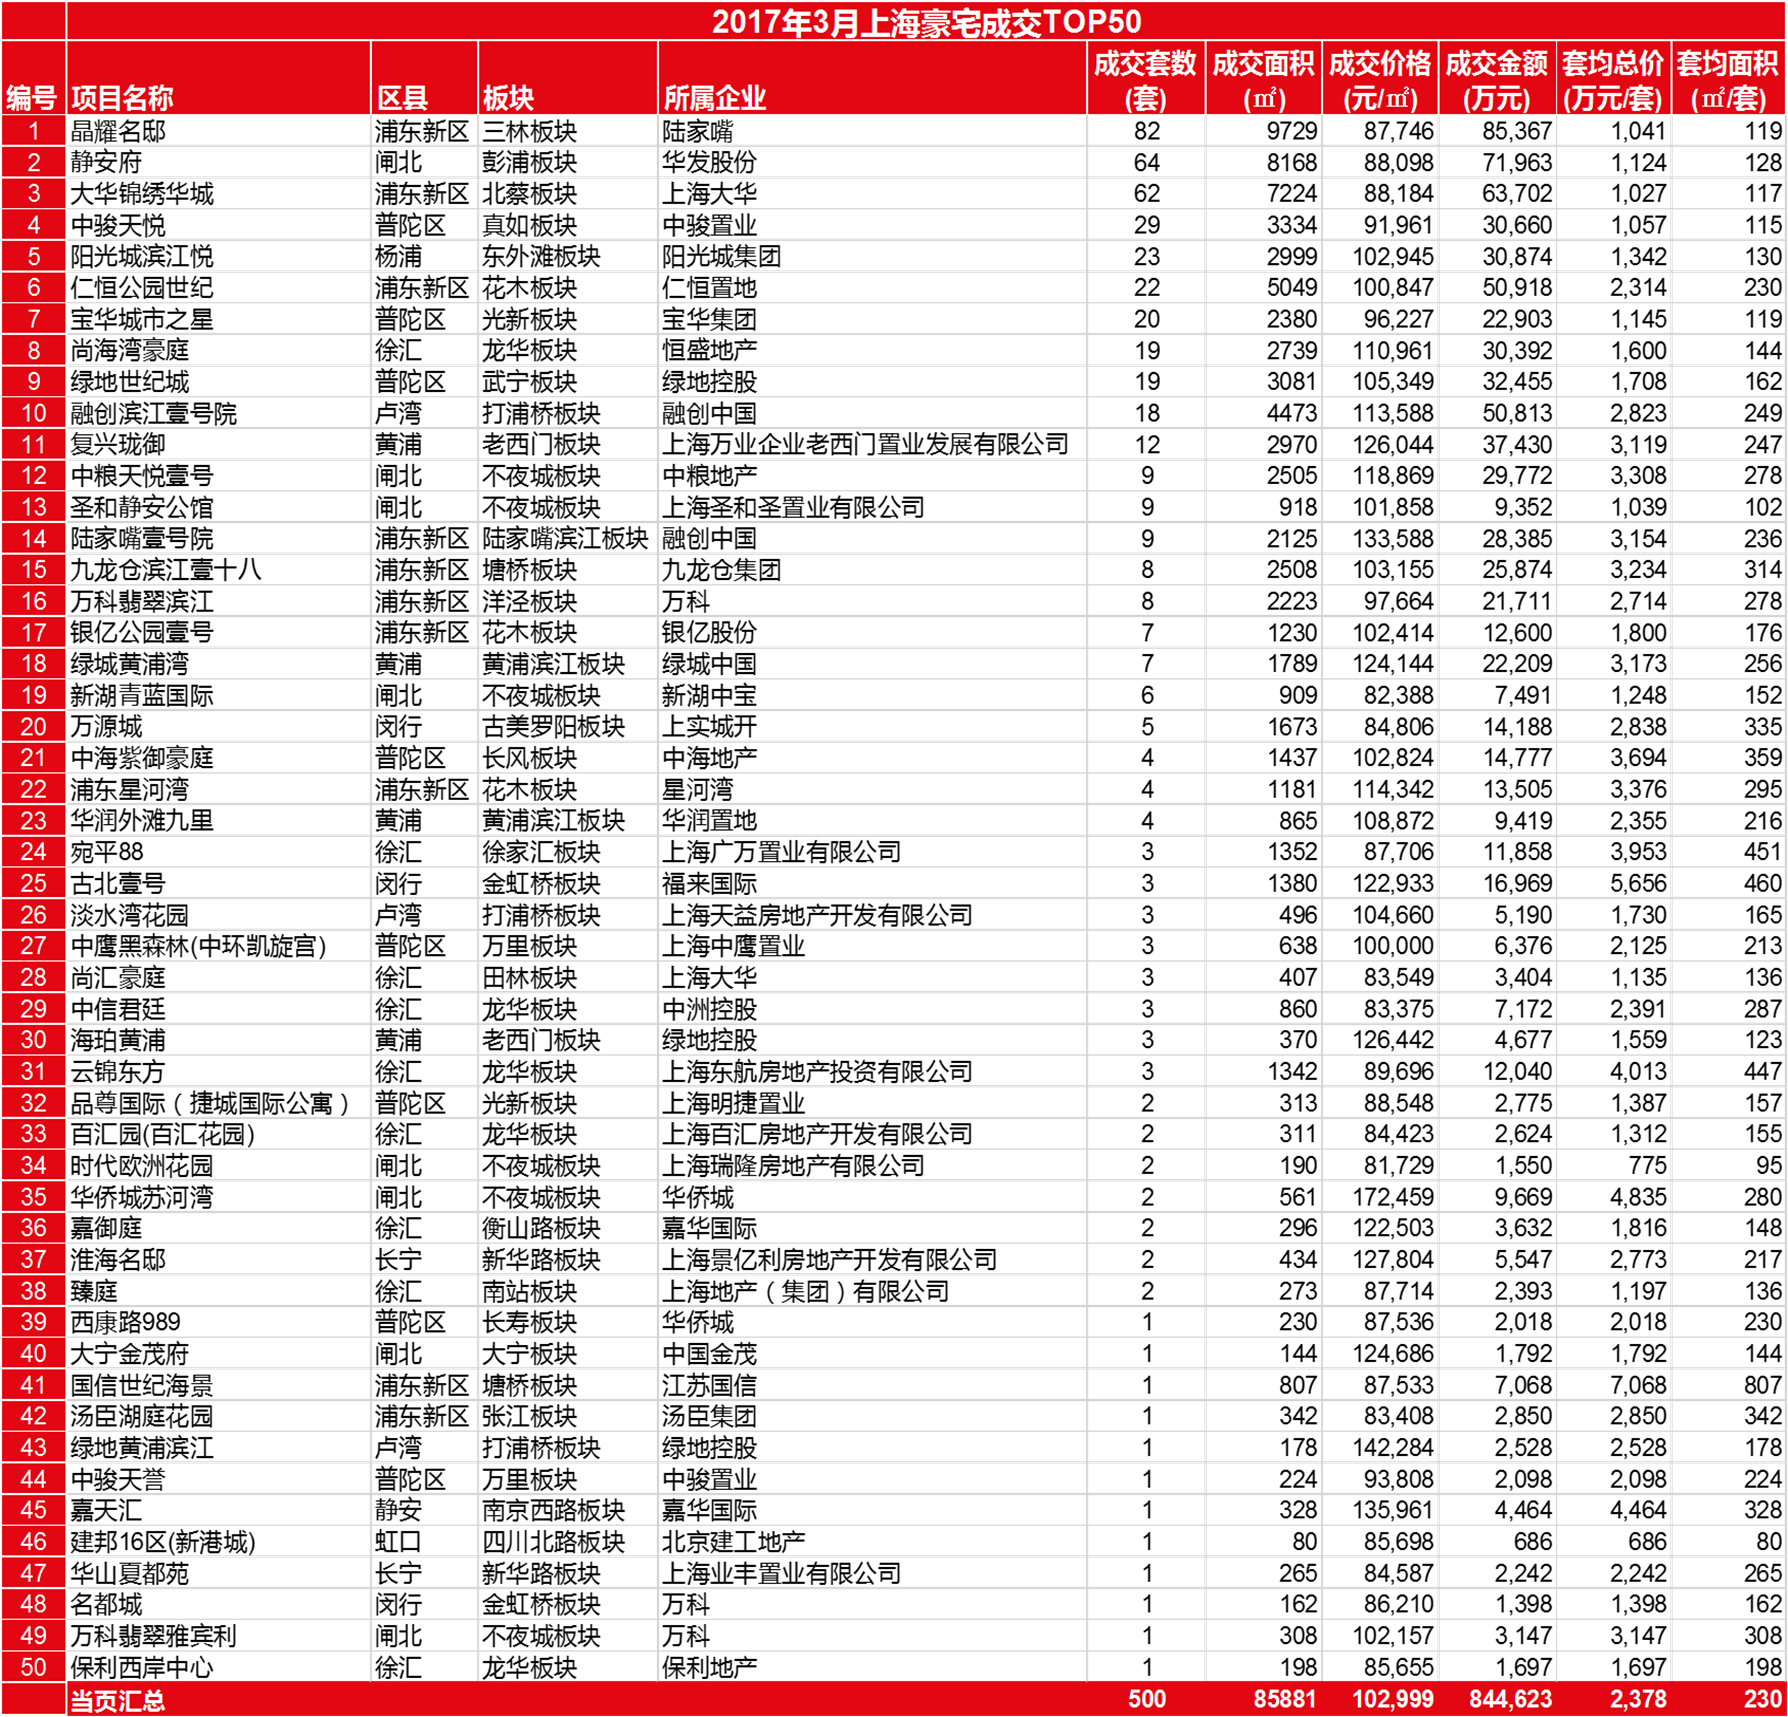 2017年3月上海豪宅成交TOP50
编号 项目名称 区县 板块 所属企业 成交套数(套) 成交面积(㎡) 成交价格(元/㎡) 成交金额(万元) 套均总价(万元/套) 套均面积(㎡/套)
1 晶耀名邸 浦东新区 三林板块 陆家嘴 82 9729 87,746 85,367 1,041 119
2 静安府 闸北 彭浦板块 华发股份 64 8168 88,098 71,963 1,124 128
3 大华锦绣华城 浦东新区 北蔡板块 上海大华 62 7224 88,184 63,702 1,027 117
4 中骏天悦 普陀区 真如板块 中骏置业 29 3334 91,961 30,660 1,057 115
5 阳光城滨江悦 杨浦 东外滩板块 阳光城集团 23 2999 102,945 30,874 1,342 130
6 仁恒公园世纪 浦东新区 花木板块 仁恒置地 22 5049 100,847 50,918 2,314 230
7 宝华城市之星 普陀区 光新板块 宝华集团 20 2380 96,227 22,903 1,145 119
8 尚海湾豪庭 徐汇 龙华板块 恒盛地产 19 2739 110,961 30,392 1,600 144
9 绿地世纪城 普陀区 武宁板块 绿地控股 19 3081 105,349 32,455 1,708 162
10 融创滨江壹号院 卢湾 打浦桥板块 融创中国 18 4473 113,588 50,813 2,823 249
11 复兴珑御 黄浦 老西门板块 上海万业企业老西门置业发展有限公司 12 2970 126,044 37,430 3,119 247
12 中粮天悦壹号 闸北 不夜城板块 中粮地产 9 2505 118,869 29,772 3,308 278
13 圣和静安公馆 闸北 不夜城板块 上海圣和圣置业有限公司 9 918 101,858 9,352 1,039 102
14 陆家嘴壹号院 浦东新区 陆家嘴滨江板块 融创中国 9 2125 133,588 28,385 3,154 236
15 九龙仓滨江壹十八 浦东新区 塘桥板块 九龙仓集团 8 2508 103,155 25,874 3,234 314
16 万科翡翠滨江 浦东新区 洋泾板块 万科 8 2223 97,664 21,711 2,714 278
17 银亿公园壹号 浦东新区 花木板块 银亿股份 7 1230 102,414 12,600 1,800 176
18 绿城黄浦湾 黄浦 黄浦滨江板块 绿城中国 7 1789 124,144 22,209 3,173 256
19 新湖青蓝国际 闸北 不夜城板块 新湖中宝 6 909 82,388 7,491 1,248 152
20 万源城 闵行 古美罗阳板块 上实城开 5 1673 84,806 14,188 2,838 335
21 中海紫御豪庭 普陀区 长风板块 中海地产 4 1437 102,824 14,777 3,694 359
22 浦东星河湾 浦东新区 花木板块 星河湾 4 1181 114,342 13,505 3,376 295
23 华润外滩九里 黄浦 黄浦滨江板块 华润置地 4 865 108,872 9,419 2,355 216
24 宛平88 徐汇 徐家汇板块 上海广万置业有限公司 3 1352 87,706 11,858 3,953 451
25 古北壹号 闵行 金虹桥板块 福来国际 3 1380 122,933 16,969 5,656 460
26 淡水湾花园 卢湾 打浦桥板块 上海天益房地产开发有限公司 3 496 104,660 5,190 1,730 165
27 中鹰黑森林(中环凯旋宫) 普陀区 万里板块 上海中鹰置业 3 638 100,000 6,376 2,125 213
28 尚汇豪庭 徐汇 田林板块 上海大华 3 407 83,549 3,404 1,135 136
29 中信君廷 徐汇 龙华板块 中洲控股 3 860 83,375 7,172 2,391 287
30 海珀黄浦 黄浦 老西门板块 绿地控股 3 370 126,442 4,677 1,559 123
31 云锦东方 徐汇 龙华板块 上海东航房地产投资有限公司 3 1342 89,696 12,040 4,013 447
32 品尊国际（捷城国际公寓） 普陀区 光新板块 上海明捷置业 2 313 88,548 2,775 1,387 157
33 百汇园(百汇花园) 徐汇 龙华板块 上海百汇房地产开发有限公司 2 311 84,423 2,624 1,312 155
34 时代欧洲花园 闸北 不夜城板块 上海瑞隆房地产有限公司 2 190 81,729 1,550 775 95
35 华侨城苏河湾 闸北 不夜城板块 华侨城 2 561 172,459 9,669 4,835 280
36 嘉御庭 徐汇 衡山路板块 嘉华国际 2 296 122,503 3,632 1,816 148
37 淮海名邸 长宁 新华路板块 上海景亿利房地产开发有限公司 2 434 127,804 5,547 2,773 217
38 臻庭 徐汇 南站板块 上海地产（集团）有限公司 2 273 87,714 2,393 1,197 136
39 西康路989 普陀区 长寿板块 华侨城 1 230 87,536 2,018 2,018 230
40 大宁金茂府 闸北 大宁板块 中国金茂 1 144 124,686 1,792 1,792 144
41 国信世纪海景 浦东新区 塘桥板块 江苏国信 1 807 87,533 7,068 7,068 807
42 汤臣湖庭花园 浦东新区 张江板块 汤臣集团 1 342 83,408 2,850 2,850 342
43 绿地黄浦滨江 卢湾 打浦桥板块 绿地控股 1 178 142,284 2,528 2,528 178
44 中骏天誉 普陀区 万里板块 中骏置业 1 224 93,808 2,098 2,098 224
45 嘉天汇 静安 南京西路板块 嘉华国际 1 328 135,961 4,464 4,464 328
46 建邦16区(新港城) 虹口 四川北路板块 北京建工地产 1 80 85,698 686 686 80
47 华山夏都苑 长宁 新华路板块 上海业丰置业有限公司 1 265 84,587 2,242 2,242 265
48 名都城 闵行 金虹桥板块 万科 1 162 86,210 1,398 1,398 162
49 万科翡翠雅宾利 闸北 不夜城板块 万科 1 308 102,157 3,147 3,147 308
50 保利西岸中心 徐汇 龙华板块 保利地产 1 198 85,655 1,697 1,697 198
当页汇总 500 85881 102,999 844,623 2,378 230